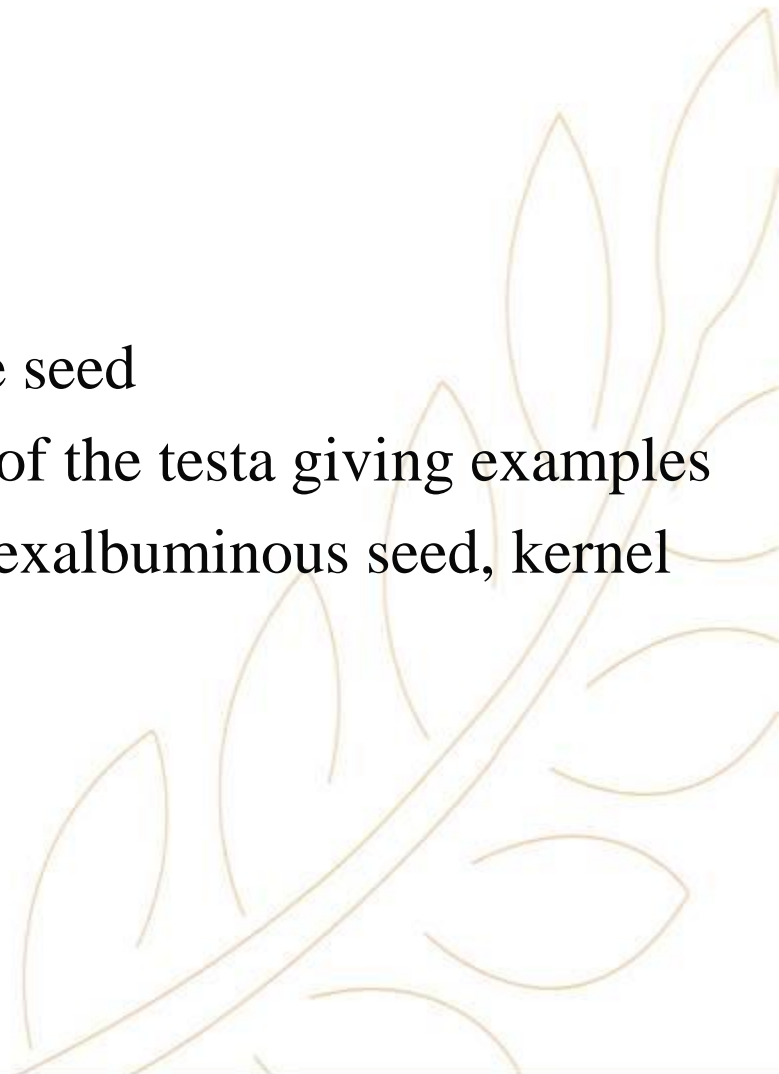 e seed
of the testa giving examples
exalbuminous seed, kernel